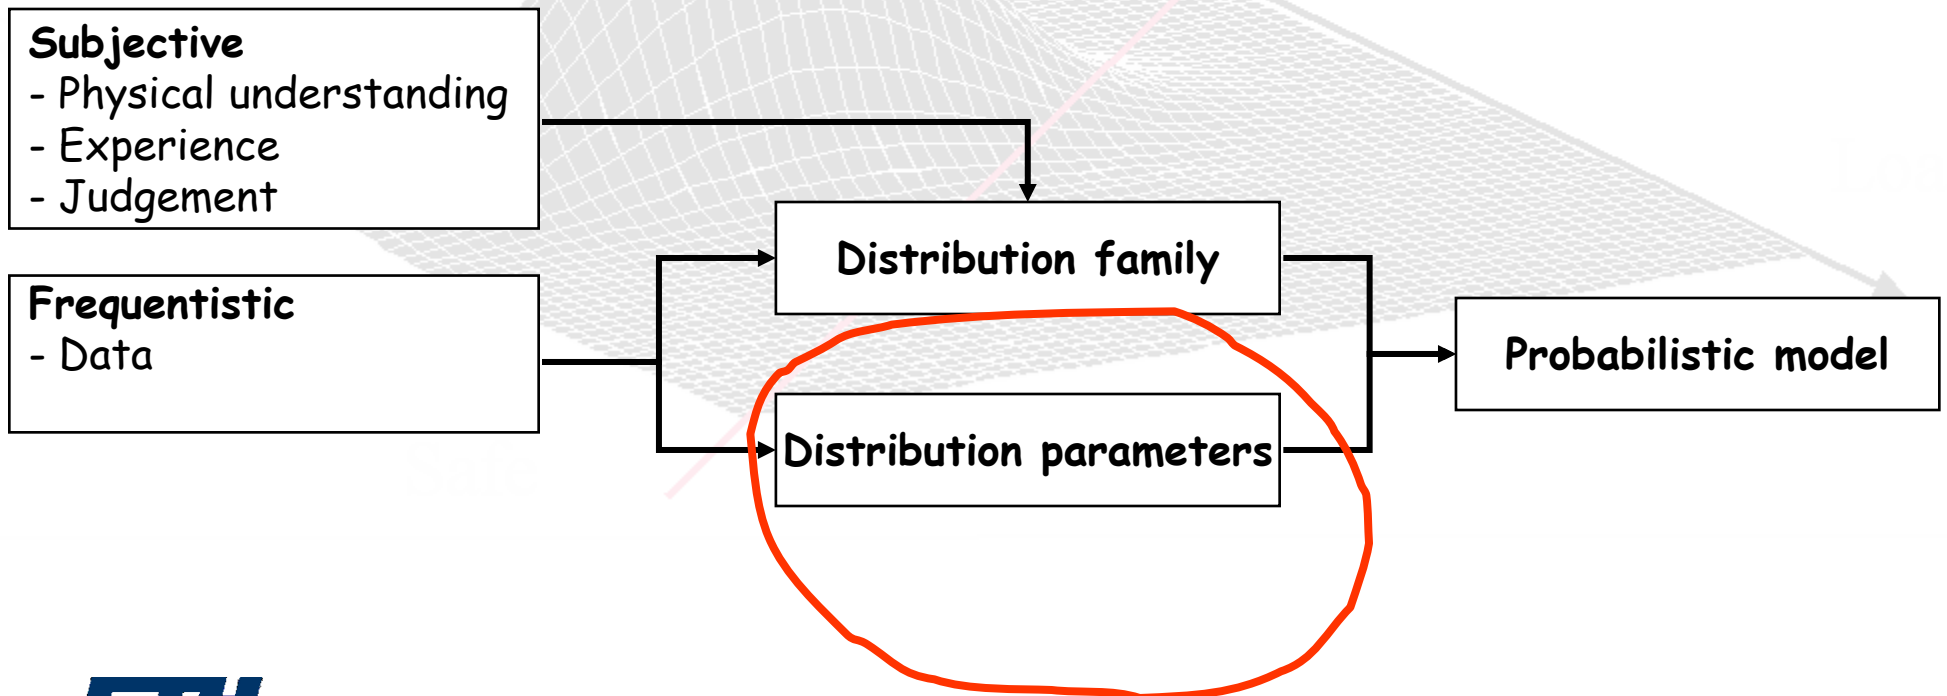 Subjective
- Physical understanding
- Experience
- Judgement
Frequentistic
- Data
Distribution family
Distribution parameters
Probabilistic model